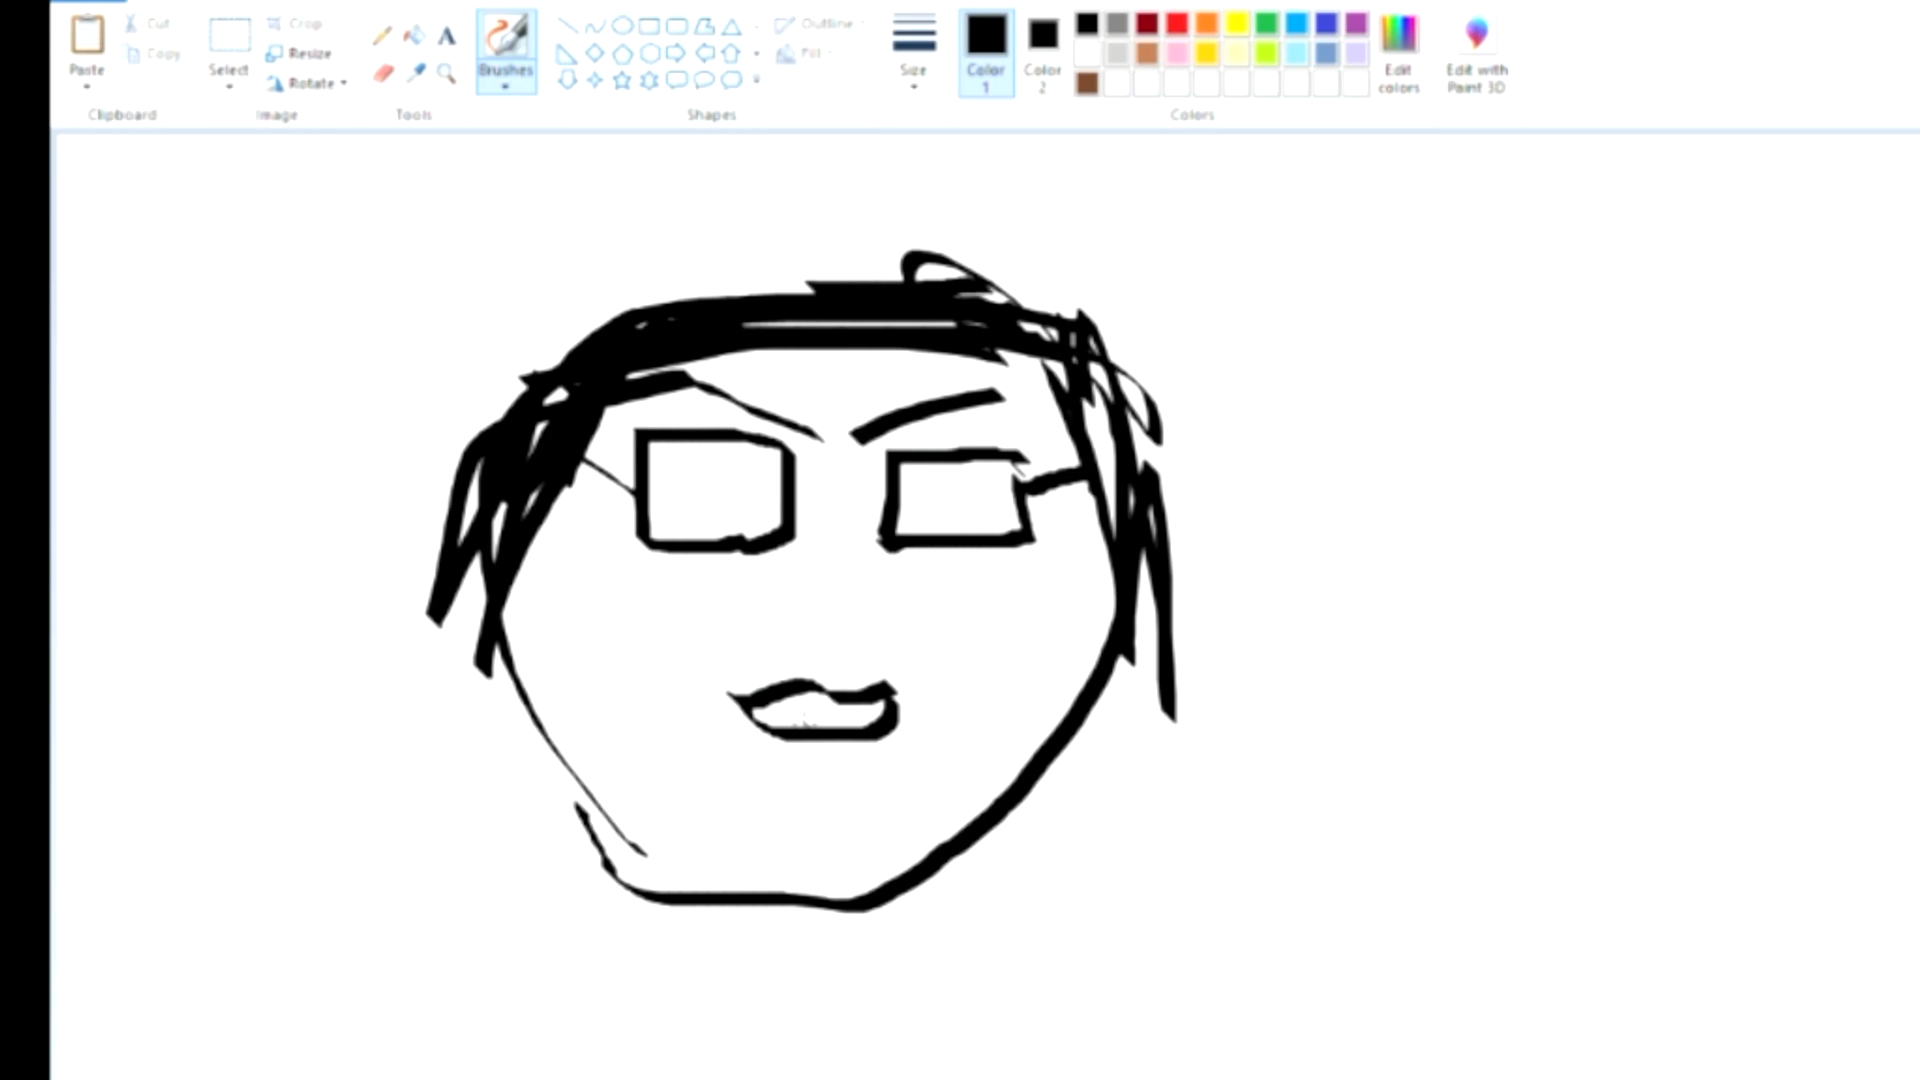 Paste
Cut
Copy
Clipboard
Select
Crop
Resize
Rotate
Image
A
Tools
Brushes
Outline
Fill
Shapes
Size
Color
1
Color
2
Edit
colors
Edit with
Paint 3D
Colors